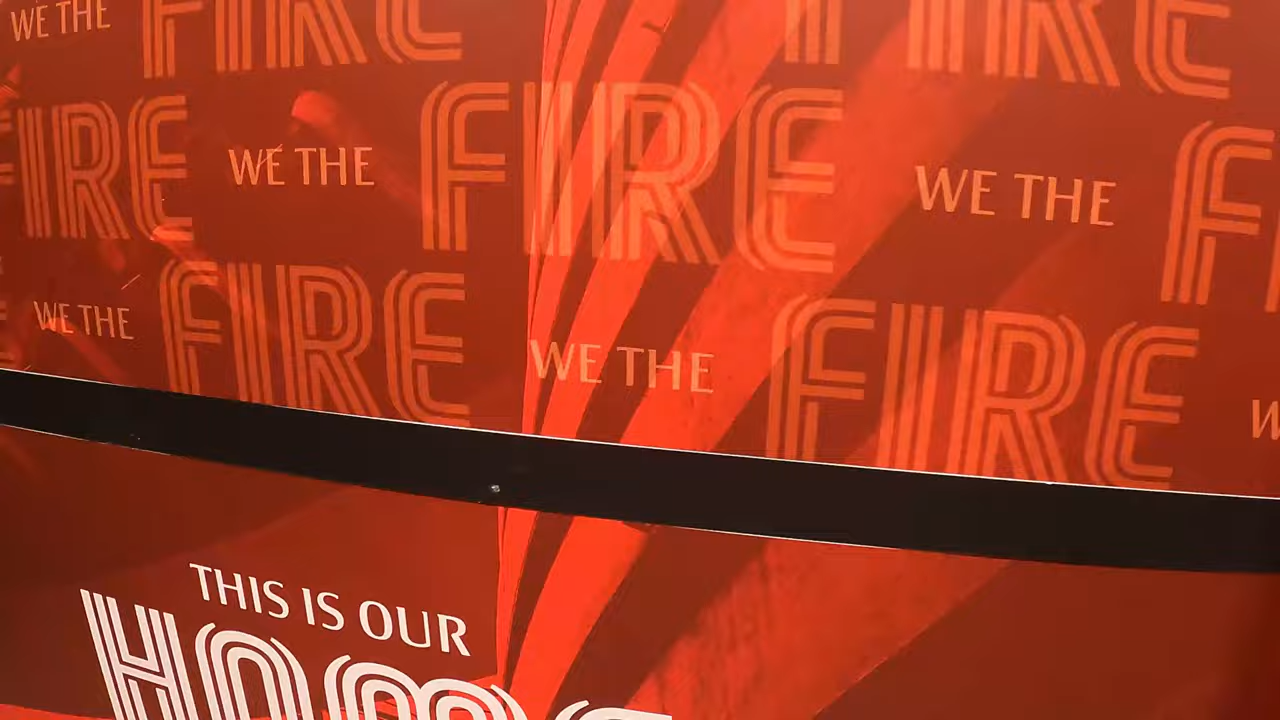 WE THE FIRE FIRE
FIRE WE THE FIRE WE THE
WE THE FIRE WE THE FIRE
THIS IS OUR
HOME